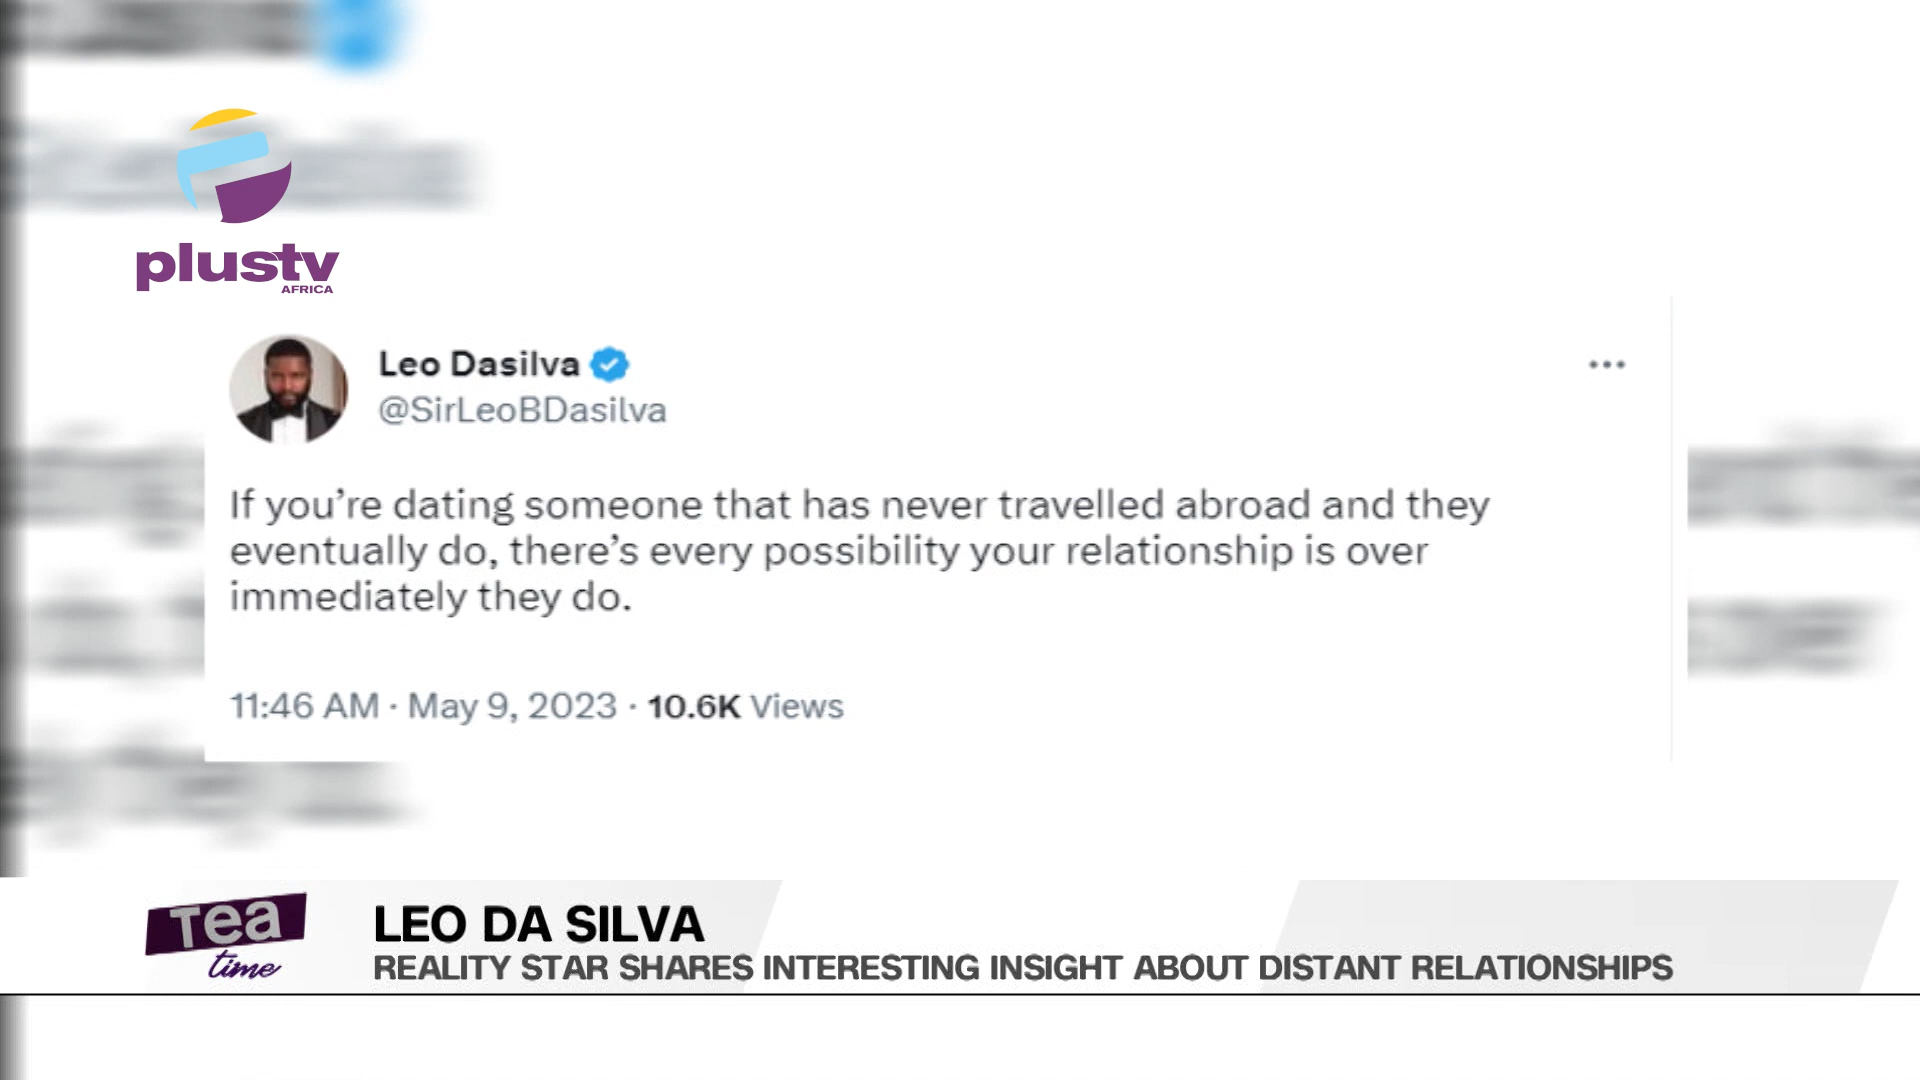 plustv
AFRICA
Leo Dasilva
@SirLeoBDasilva
If you’re dating someone that has never travelled abroad and they
eventually do, there’s every possibility your relationship is over
immediately they do.
11:46 AM · May 9, 2023 · 10.6K Views
Tea
time
LEO DA SILVA
REALITY STAR SHARES INTERESTING INSIGHT ABOUT DISTANT RELATIONSHIPS